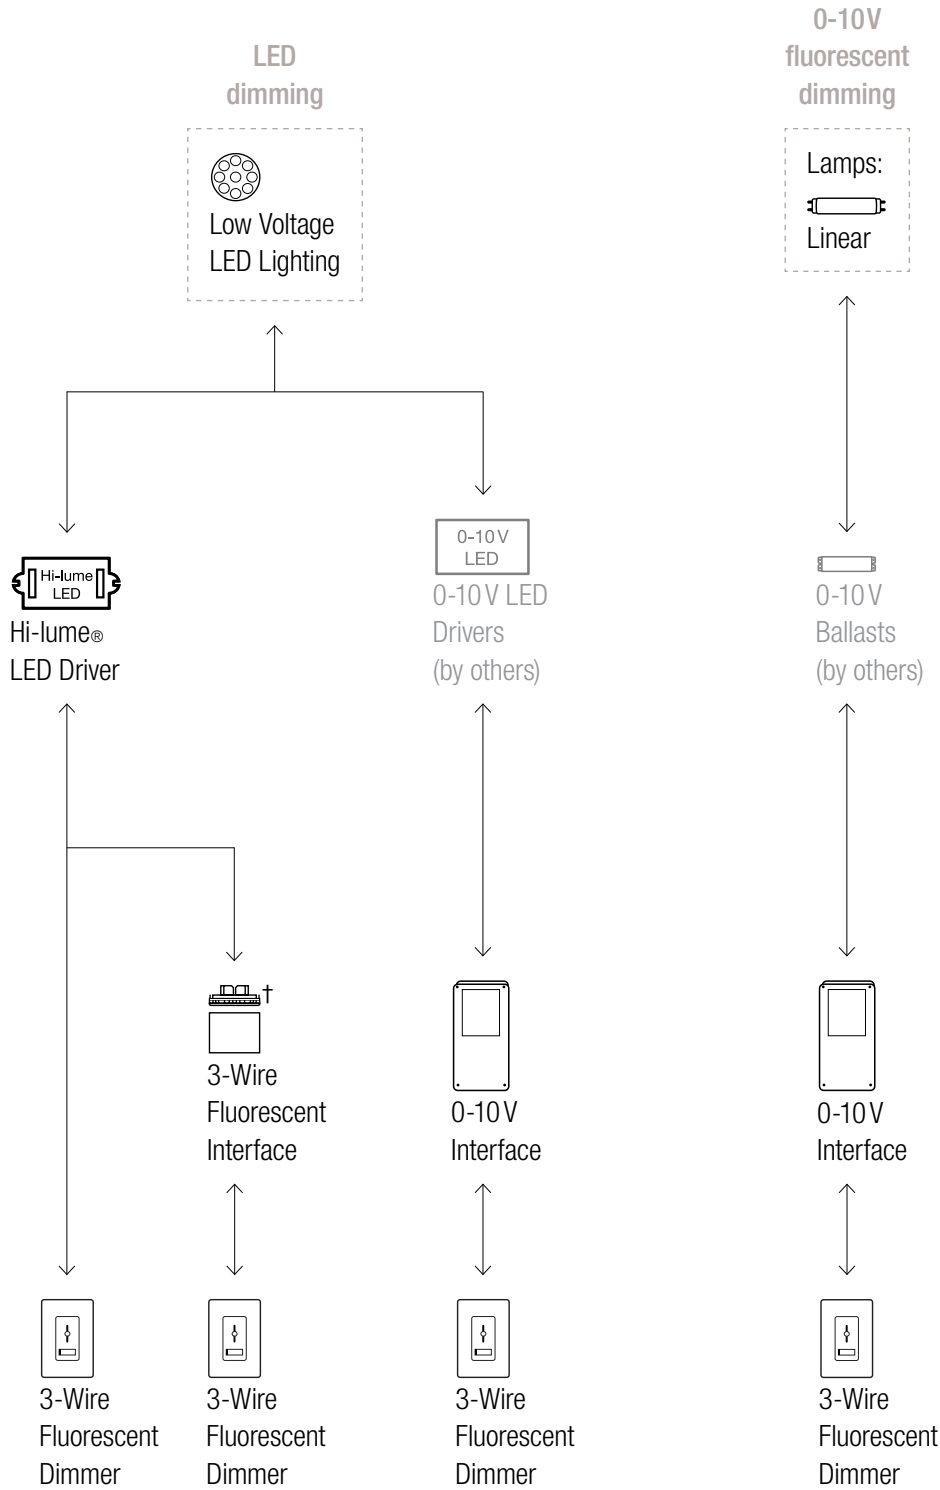 LED
dimming
0-10V
fluorescent
dimming
Low Voltage
LED Lighting
Lamps:
Linear
Hi-lume
LED
Hi-lume®
LED Driver
0-10V
LED
0-10V LED
Drivers
(by others)
0-10V
Ballasts
(by others)
†
3-Wire
Fluorescent
Interface
0-10V
Interface
0-10V
Interface
3-Wire
Fluorescent
Dimmer
3-Wire
Fluorescent
Dimmer
3-Wire
Fluorescent
Dimmer
3-Wire
Fluorescent
Dimmer